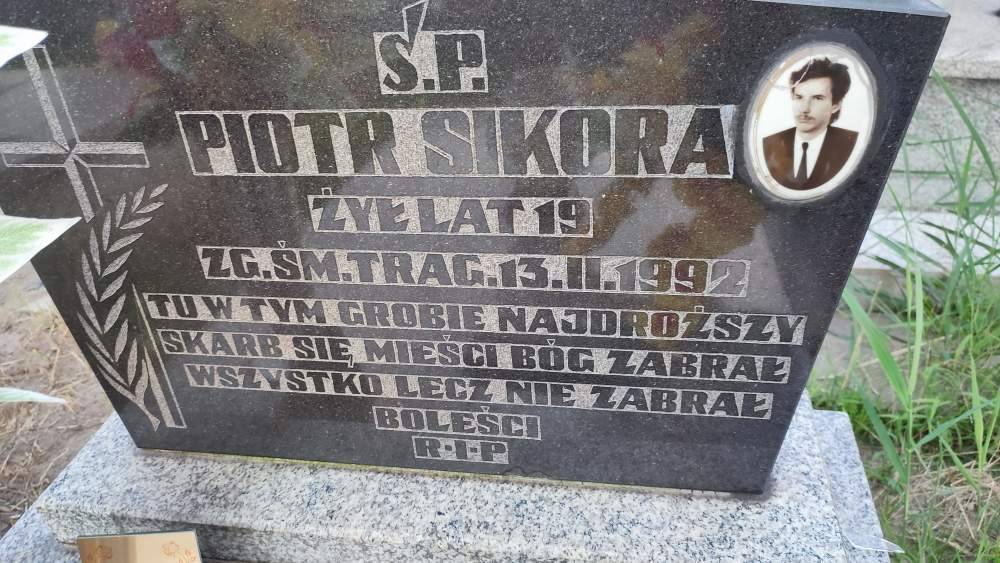 Ś.P.
PIOTR SIKORA
ŻYŁ LAT 19
ZG.ŚM.TRAG.13.II.1992
TU W TYM GROBIE NAJDROŻSZY
SKARB SIĘ MIEŚCI BÓG ZABRAŁ
WSZYSTKO LECZ NIE ZABRAŁ
BOLEŚCI
R·I·P